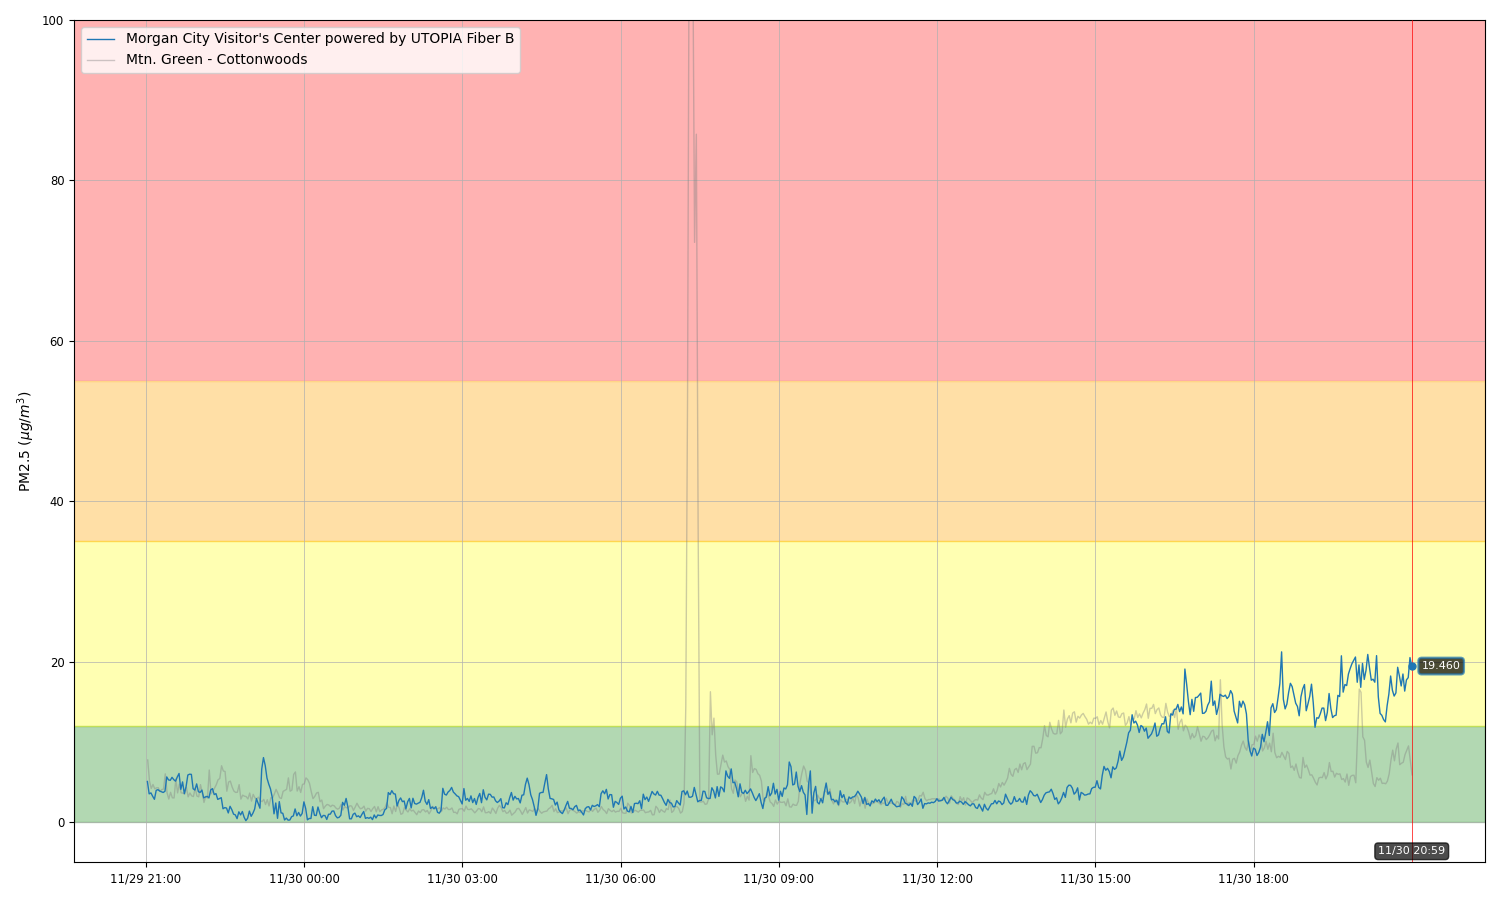 100
Morgan City Visitor's Center powered by UTOPIA Fiber B
Mtn. Green - Cottonwoods
80
60
PM2.5 (μg/m³)
40
20
19.460
0
11/30 20:59
11/29 21:00 11/30 00:00 11/30 03:00 11/30 06:00 11/30 09:00 11/30 12:00 11/30 15:00 11/30 18:00